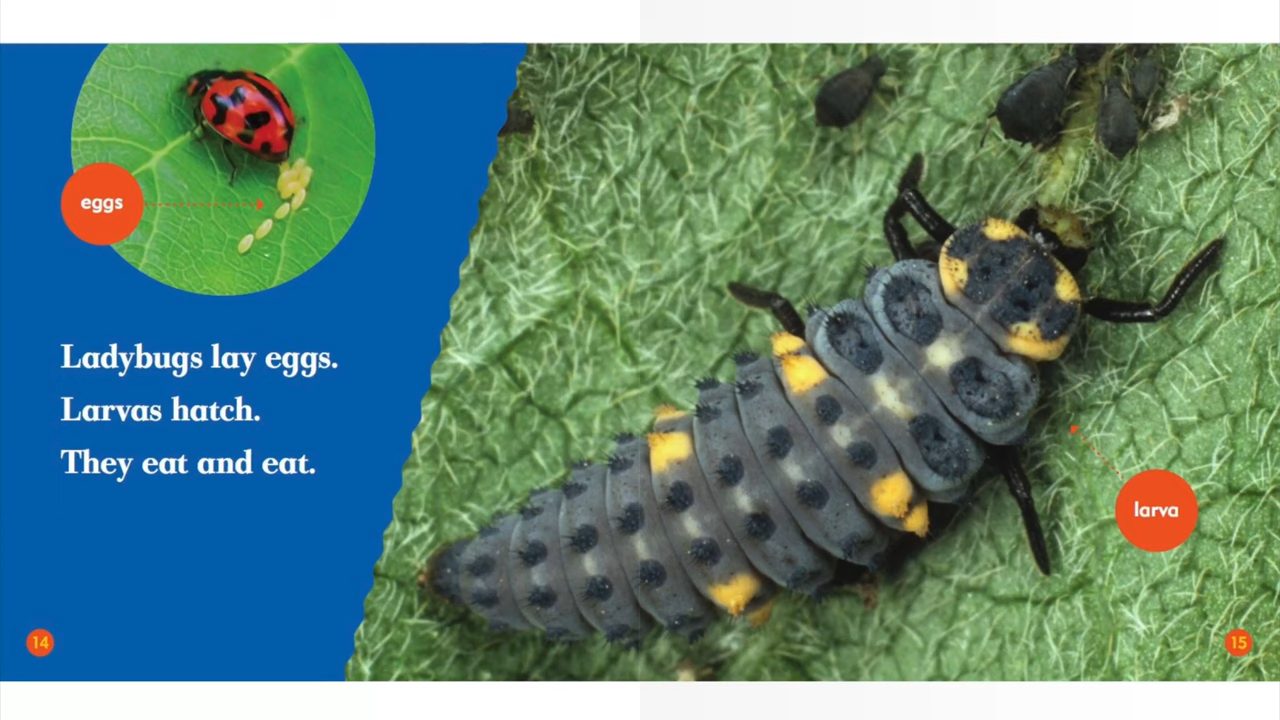 eggs
Ladybugs lay eggs.
Larvas hatch.
They eat and eat.
larva
14
15